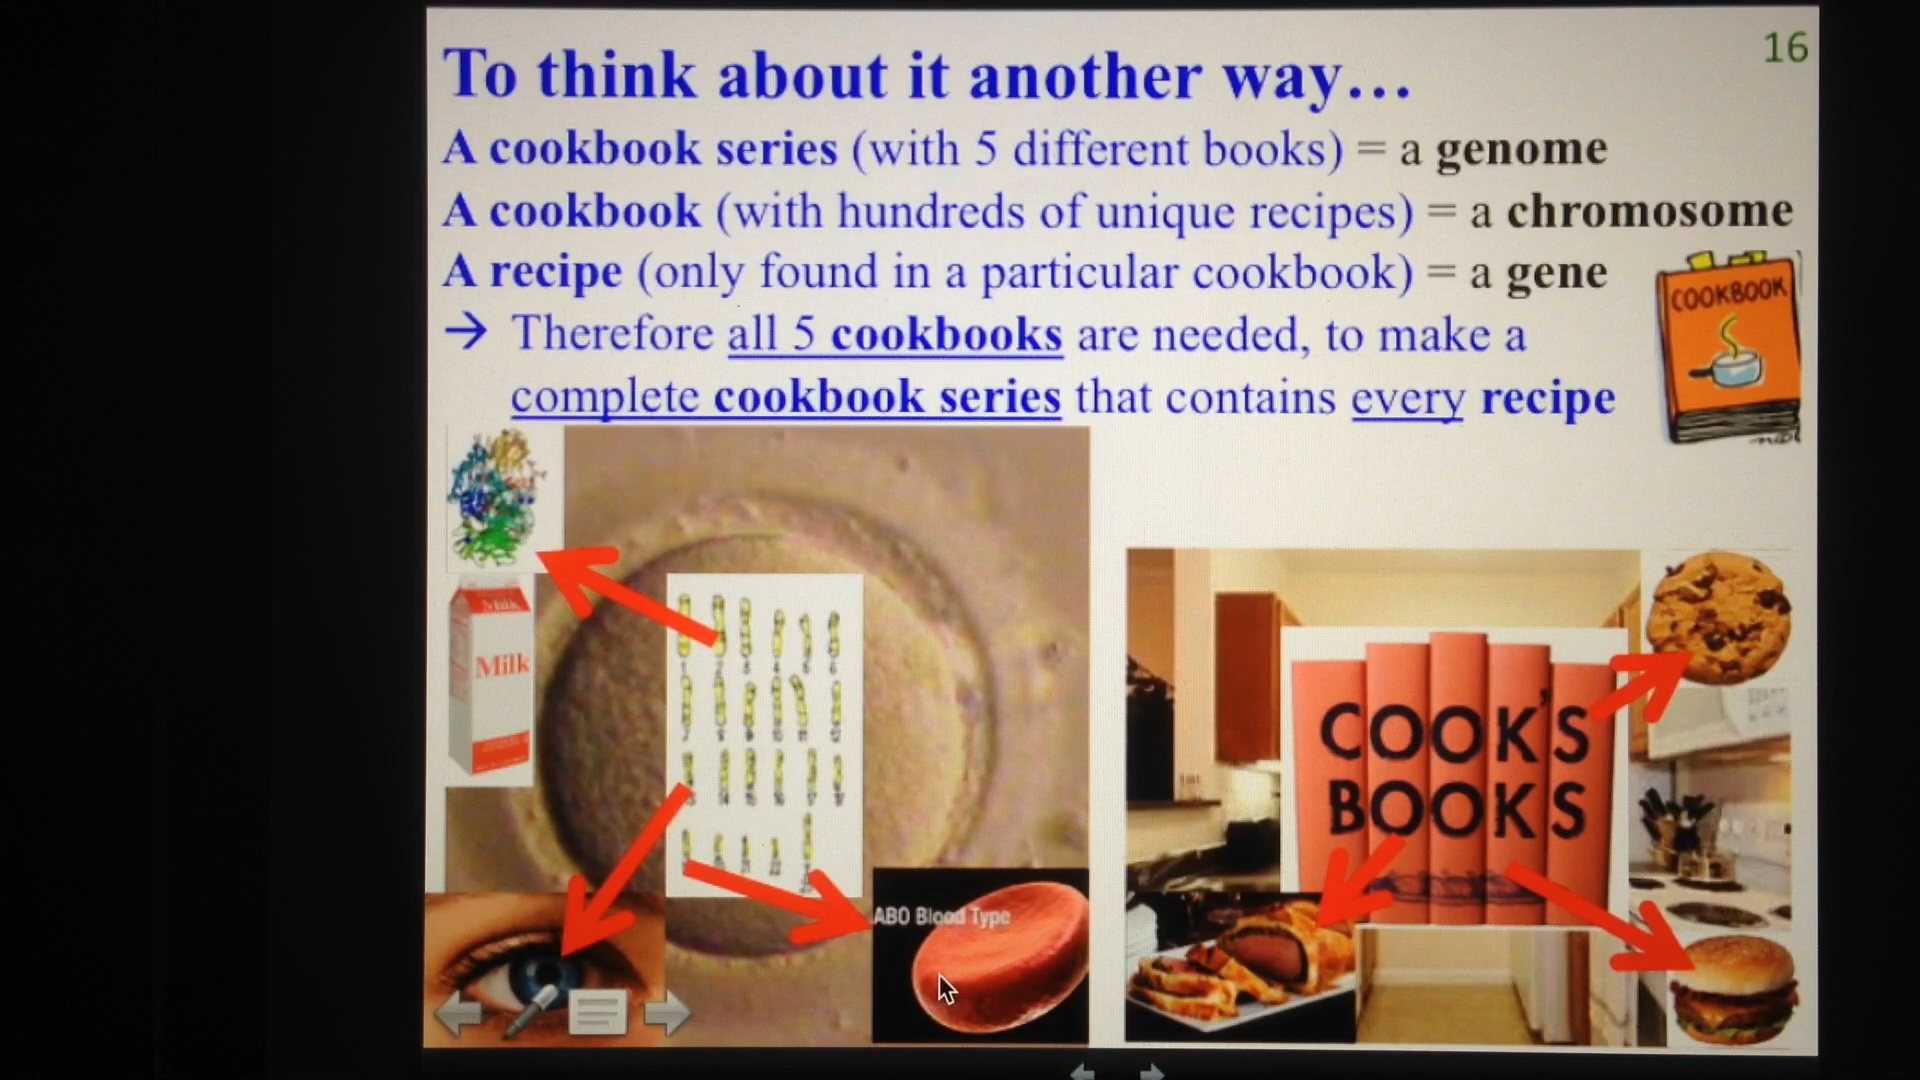 16
To think about it another way…
A cookbook series (with 5 different books) = a genome
A cookbook (with hundreds of unique recipes) = a chromosome
A recipe (only found in a particular cookbook) = a gene
→ Therefore all 5 cookbooks are needed, to make a
complete cookbook series that contains every recipe
COOKBOOK
Milk
Milk
COOK'S
BOOKS
ABO Blood Type